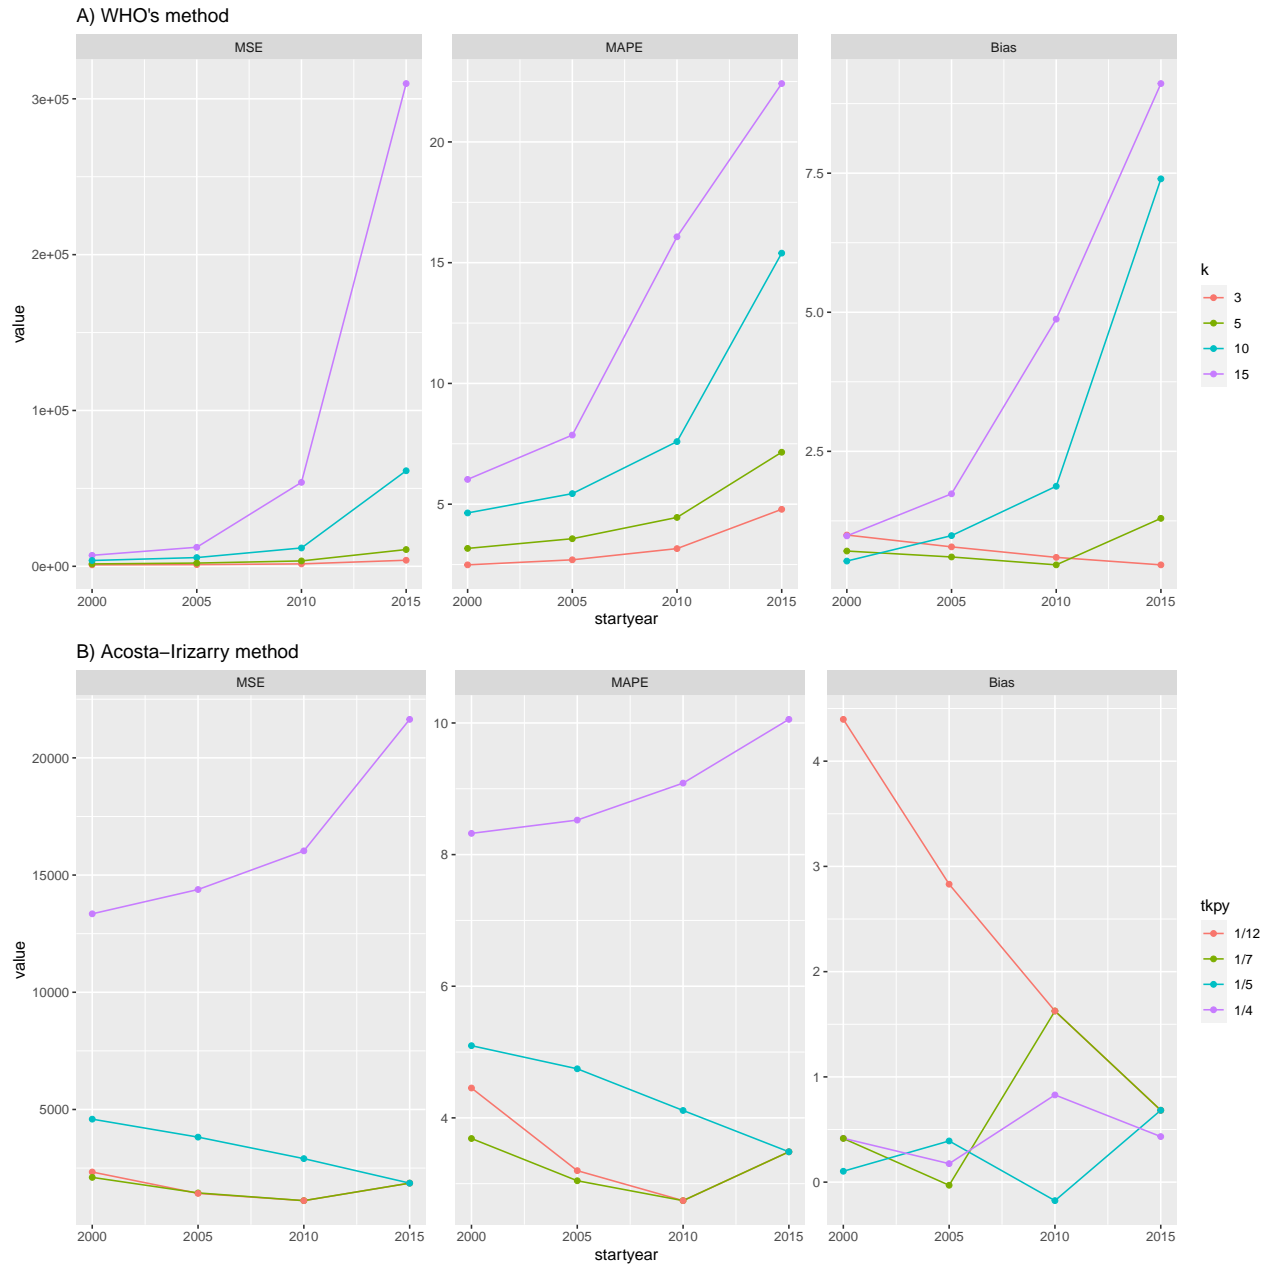 A) WHO's method
MSE
MAPE
Bias
value
3e+05
2e+05
1e+05
0e+00
2000
2005
2010
2015
20
15
10
5
2000
2005
2010
2015
7.5
5.0
2.5
2000
2005
2010
2015
startyear
k
3
5
10
15
B) Acosta–Irizarry method
MSE
MAPE
Bias
value
20000
15000
10000
5000
2000
2005
2010
2015
10
8
6
4
2000
2005
2010
2015
4
3
2
1
0
2000
2005
2010
2015
startyear
tkpy
1/12
1/7
1/5
1/4